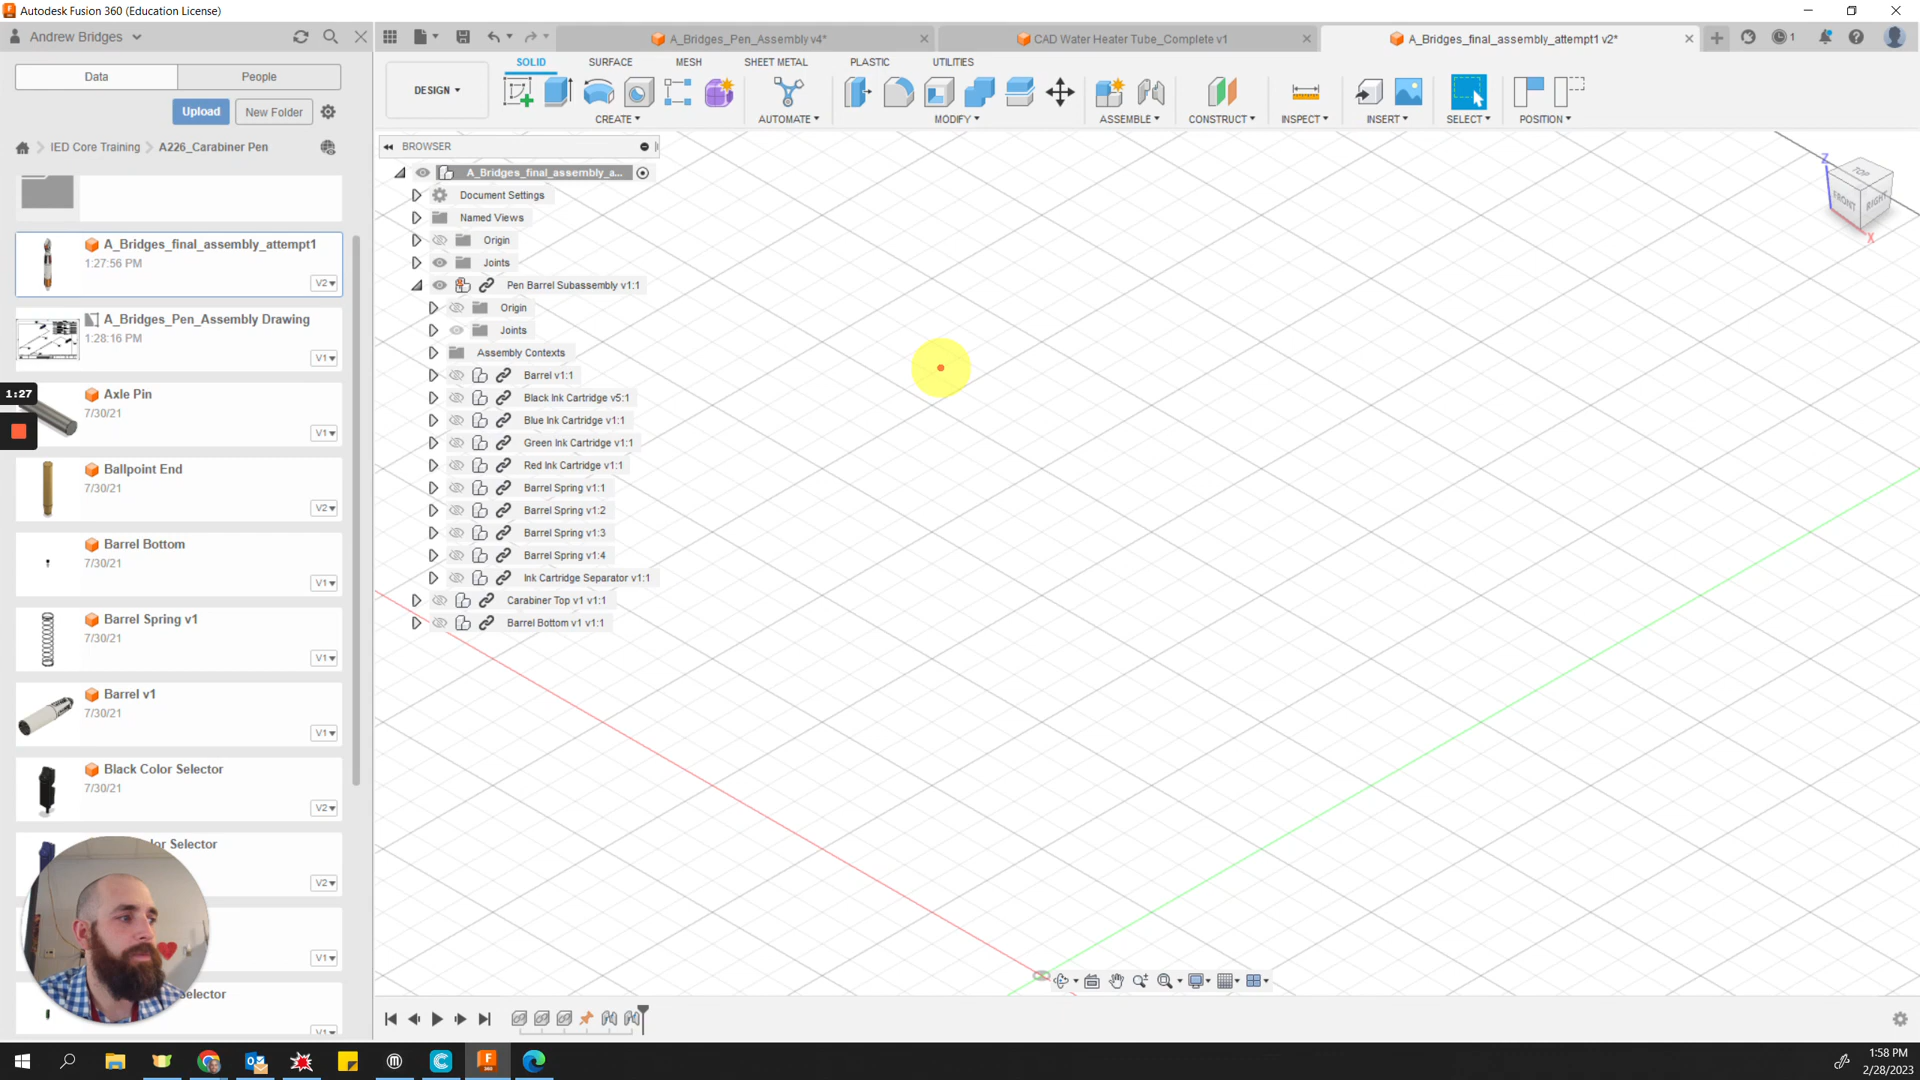 Autodesk Fusion 360 (Education License)
Andrew Bridges
A_Bridges_Pen_Assembly v4*
CAD Water Heater Tube_Complete v1
A_Bridges_final_assembly_attempt1 v2*
1
Data
People
Upload
New Folder
IED Core Training
A226_Carabiner Pen
DESIGN
SOLID
SURFACE
MESH
SHEET METAL
PLASTIC
UTILITIES
CREATE
AUTOMATE
MODIFY
ASSEMBLE
CONSTRUCT
INSPECT
INSERT
SELECT
POSITION
BROWSER
A_Bridges_final_assembly_a...
Document Settings
Named Views
Origin
Joints
Pen Barrel Subassembly v1:1
Origin
Joints
Assembly Contexts
Barrel v1:1
Black Ink Cartridge v5:1
Blue Ink Cartridge v1:1
Green Ink Cartridge v1:1
Red Ink Cartridge v1:1
Barrel Spring v1:1
Barrel Spring v1:2
Barrel Spring v1:3
Barrel Spring v1:4
Ink Cartridge Separator v1:1
Carabiner Top v1 v1:1
Barrel Bottom v1 v1:1
A_Bridges_final_assembly_attempt1
1:27:56 PM
V2
A_Bridges_Pen_Assembly Drawing
1:28:16 PM
V1
1:27
Axle Pin
7/30/21
V1
Ballpoint End
7/30/21
V2
Barrel Bottom
7/30/21
V1
Barrel Spring v1
7/30/21
V1
Barrel v1
7/30/21
V1
Black Color Selector
7/30/21
V2
or Selector
V2
V1
Selector
V1
Z
TOP
FRONT
RIGHT
X
F
360
1:58 PM
2/28/2023